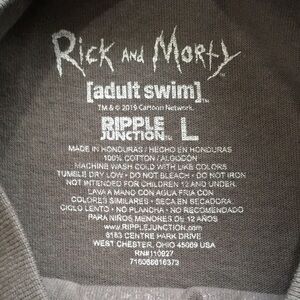 RICK AND MORTY
[adult swim]™
TM & © 2019 Cartoon Network.
RIPPLE JUNCTION™ L
MADE IN HONDURAS / HECHO EN HONDURAS
100% COTTON / ALGODÓN
MACHINE WASH COLD WITH LIKE COLORS
TUMBLE DRY LOW · DO NOT BLEACH · DO NOT IRON
NOT INTENDED FOR CHILDREN 12 AND UNDER.
LAVA A MANO CON AGUA FRIA CON
COLORES SIMILARES · SECA EN SECADORA.
CICLO LENTO · NO PLANCHA · NO RECOMENDADO
PARA NIÑOS MENORES DE 12 AÑOS
WWW.RIPPLEJUNCTION.COM
6183 CENTRE PARK DRIVE
WEST CHESTER, OHIO 45069 USA
RN#110927